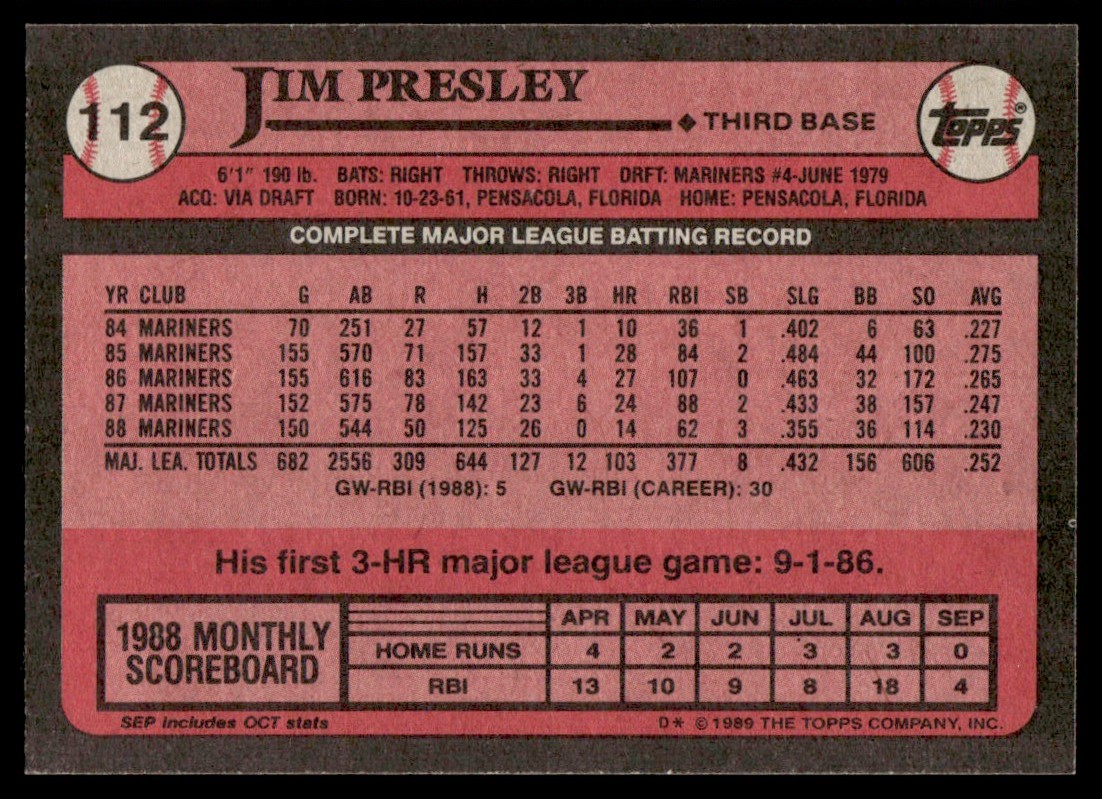 112
JIM PRESLEY
◆ THIRD BASE
TOPPS®
6'1" 190 lb. BATS: RIGHT THROWS: RIGHT DRFT: MARINERS #4-JUNE 1979
ACQ: VIA DRAFT BORN: 10-23-61, PENSACOLA, FLORIDA HOME: PENSACOLA, FLORIDA
COMPLETE MAJOR LEAGUE BATTING RECORD
YR CLUB G AB R H 2B 3B HR RBI SB SLG BB SO AVG
84 MARINERS 70 251 27 57 12 1 10 36 1 .402 6 63 .227
85 MARINERS 155 570 71 157 33 1 28 84 2 .484 44 100 .275
86 MARINERS 155 616 83 163 33 4 27 107 0 .463 32 172 .265
87 MARINERS 152 575 78 142 23 6 24 88 2 .433 38 157 .247
88 MARINERS 150 544 50 125 26 0 14 62 3 .355 36 114 .230
MAJ. LEA. TOTALS 682 2556 309 644 127 12 103 377 8 .432 156 606 .252
GW-RBI (1988): 5 GW-RBI (CAREER): 30
His first 3-HR major league game: 9-1-86.
1988 MONTHLY
SCOREBOARD
APR MAY JUN JUL AUG SEP
HOME RUNS 4 2 2 3 3 0
RBI 13 10 9 8 18 4
SEP includes OCT stats
D* © 1989 THE TOPPS COMPANY, INC.